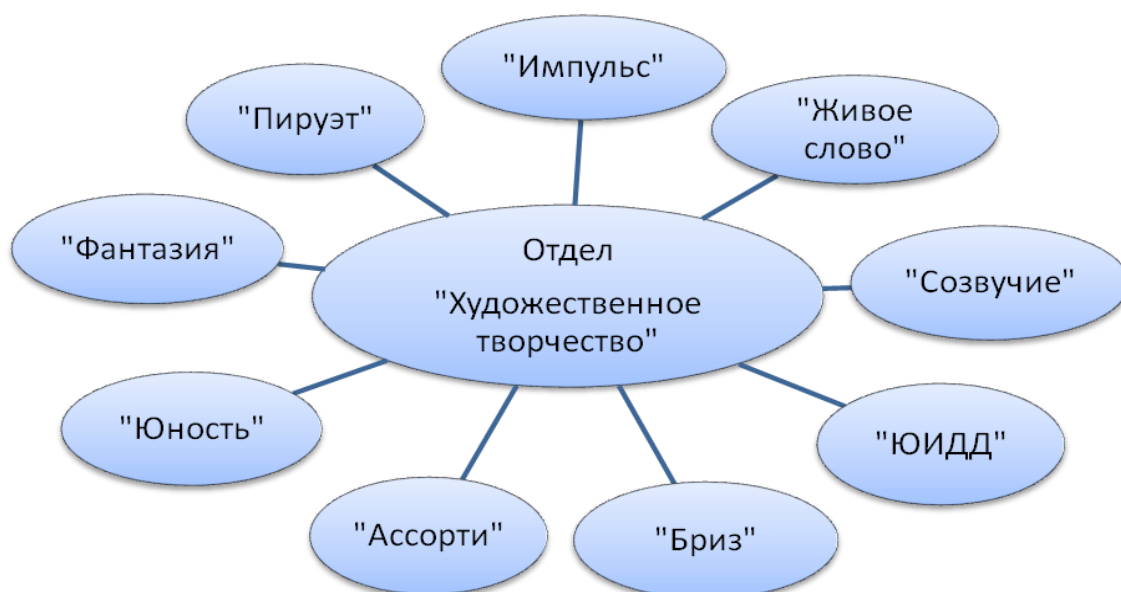 "Импульс"
"Живое
слово"
"Созвучие"
"ЮИДД"
"Бриз"
"Ассорти"
"Юность"
"Фантазия"
"Пируэт"
Отдел
"Художественное
творчество"